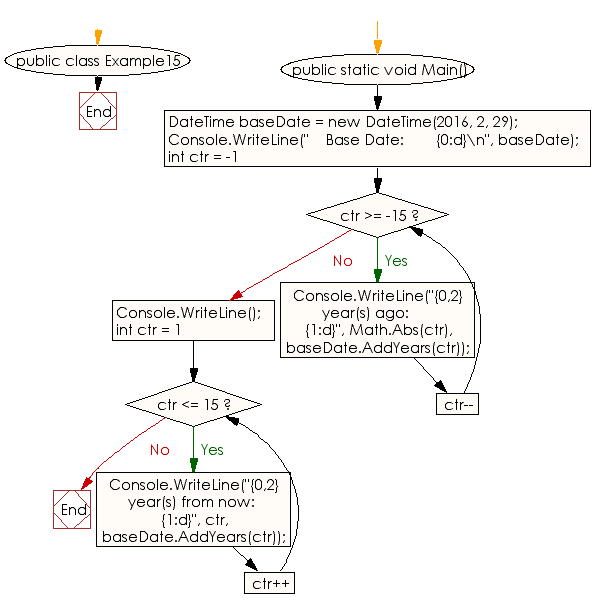 public class Example15
End
public static void Main()
DateTime baseDate = new DateTime(2016, 2, 29);
Console.WriteLine("    Base Date:       {0:d}\n", baseDate);
int ctr = -1
ctr >= -15 ?
No
Yes
Console.WriteLine("{0,2}
year(s) ago:
{1:d}", Math.Abs(ctr),
baseDate.AddYears(ctr));
ctr--
Console.WriteLine();
int ctr = 1
ctr <= 15 ?
No
Yes
End
Console.WriteLine("{0,2}
year(s) from now:
{1:d}", ctr,
baseDate.AddYears(ctr));
ctr++